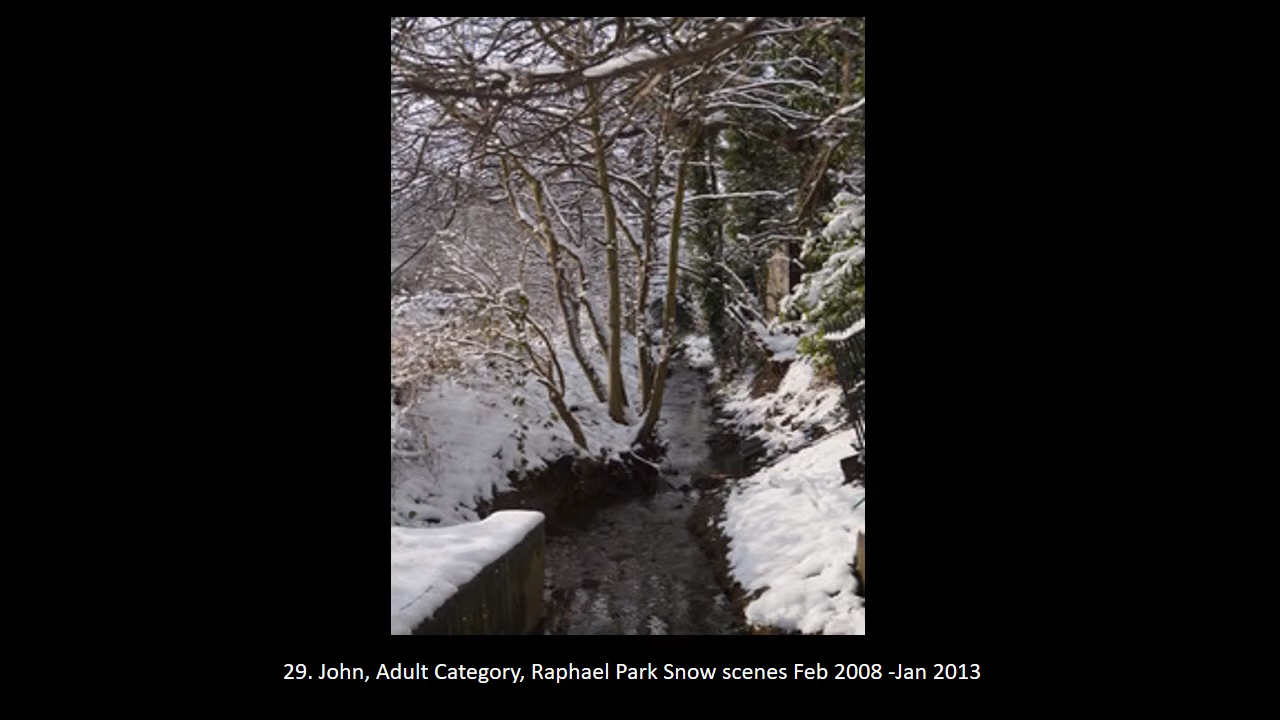 29. John, Adult Category, Raphael Park Snow scenes Feb 2008 -Jan 2013